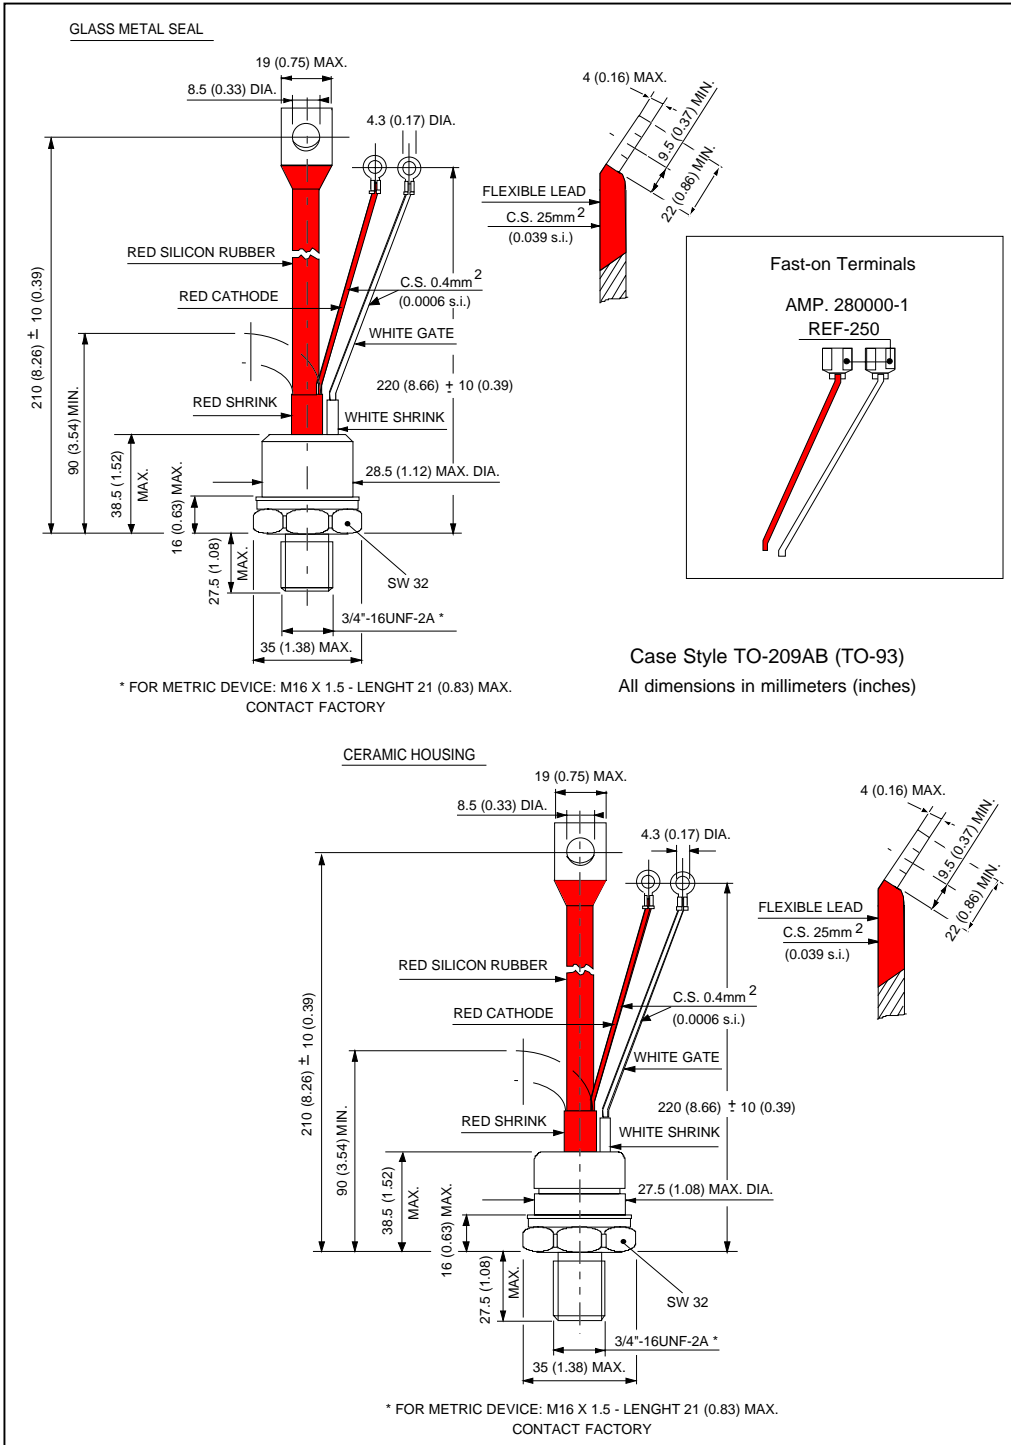 GLASS METAL SEAL
19 (0.75) MAX.
8.5 (0.33) DIA.
4.3 (0.17) DIA.
4 (0.16) MAX.
9.5 (0.37) MIN.
22 (0.86) MIN.
FLEXIBLE LEAD
C.S. 25mm 2
(0.039 s.i.)
RED SILICON RUBBER
C.S. 0.4mm 2
(0.0006 s.i.)
RED CATHODE
WHITE GATE
210 (8.26) ± 10 (0.39)
90 (3.54) MIN.
220 (8.66) ± 10 (0.39)
RED SHRINK
WHITE SHRINK
38.5 (1.52)
MAX.
16 (0.63) MAX.
28.5 (1.12) MAX. DIA.
27.5 (1.08)
MAX.
SW 32
3/4"-16UNF-2A *
35 (1.38) MAX.
* FOR METRIC DEVICE: M16 X 1.5 - LENGHT 21 (0.83) MAX.
CONTACT FACTORY
Fast-on Terminals
AMP. 280000-1
REF-250
Case Style TO-209AB (TO-93)
All dimensions in millimeters (inches)
CERAMIC HOUSING
19 (0.75) MAX.
8.5 (0.33) DIA.
4.3 (0.17) DIA.
4 (0.16) MAX.
9.5 (0.37) MIN.
22 (0.86) MIN.
FLEXIBLE LEAD
C.S. 25mm 2
(0.039 s.i.)
RED SILICON RUBBER
C.S. 0.4mm 2
(0.0006 s.i.)
RED CATHODE
WHITE GATE
210 (8.26) ± 10 (0.39)
90 (3.54) MIN.
220 (8.66) ± 10 (0.39)
RED SHRINK
WHITE SHRINK
38.5 (1.52)
MAX.
16 (0.63) MAX.
27.5 (1.08) MAX. DIA.
27.5 (1.08)
MAX.
SW 32
3/4"-16UNF-2A *
35 (1.38) MAX.
* FOR METRIC DEVICE: M16 X 1.5 - LENGHT 21 (0.83) MAX.
CONTACT FACTORY